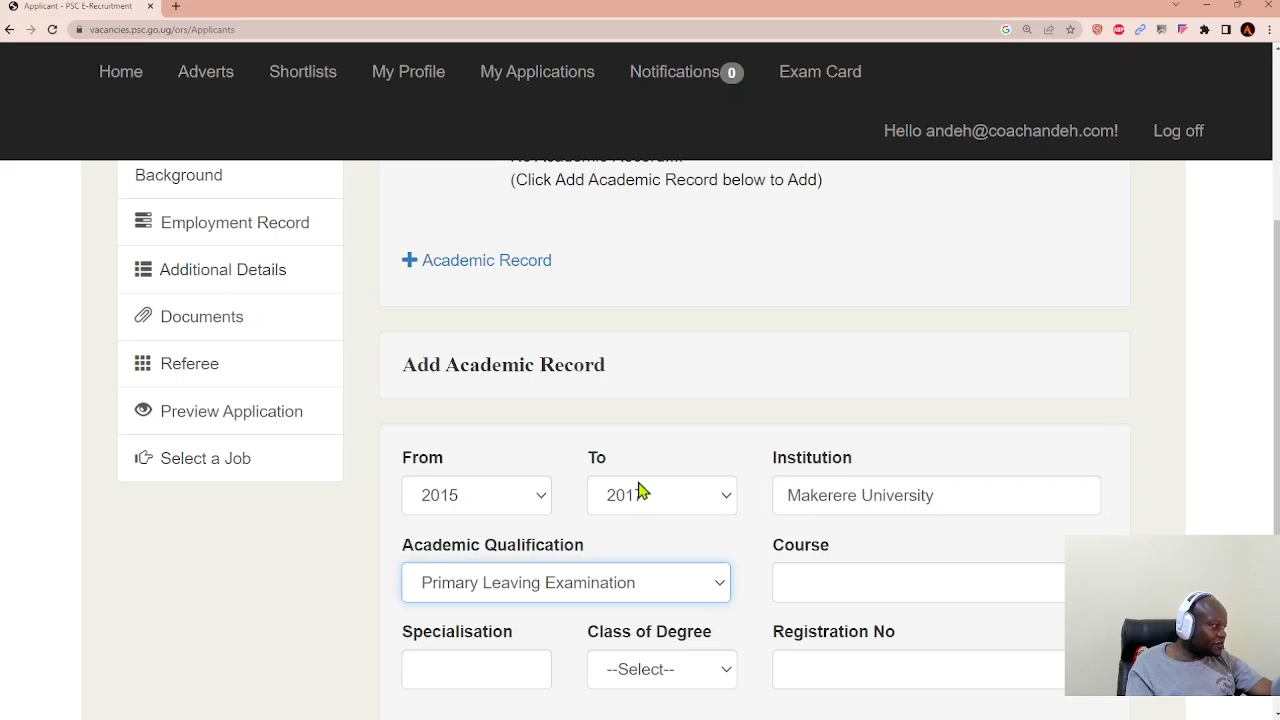 Applicant - PSC E-Recruitment
vacancies.psc.go.ug/ors/Applicants
Home
Adverts
Shortlists
My Profile
My Applications
Notifications 0
Exam Card
Hello andeh@coachandeh.com!
Log off
Background
Employment Record
Additional Details
Documents
Referee
Preview Application
Select a Job
No Academic Record....
(Click Add Academic Record below to Add)
Academic Record
Add Academic Record
From
To
Institution
2015
Makerere University
Academic Qualification
Course
Primary Leaving Examination
Specialisation
Class of Degree
Registration No
--Select--